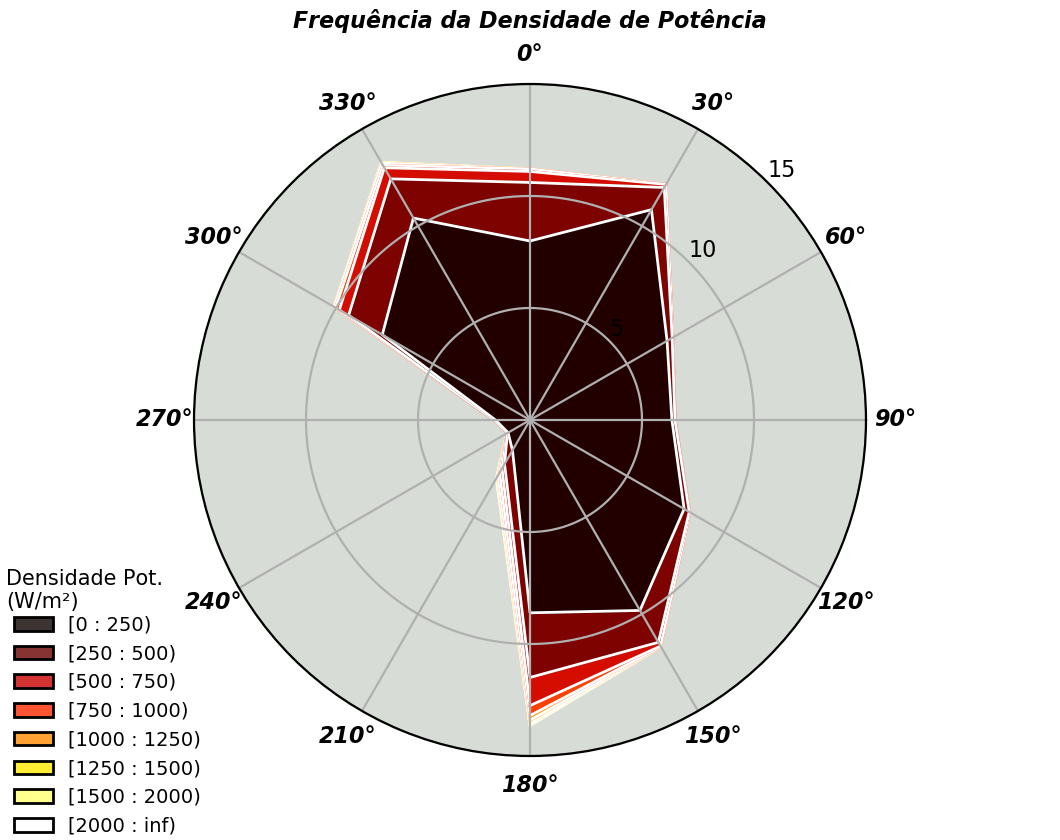 Frequência da Densidade de Potência
0°
330°
30°
15
300°
60°
10
5
270°
90°
240°
120°
210°
150°
180°
Densidade Pot.
(W/m²)
[0 : 250)
[250 : 500)
[500 : 750)
[750 : 1000)
[1000 : 1250)
[1250 : 1500)
[1500 : 2000)
[2000 : inf)